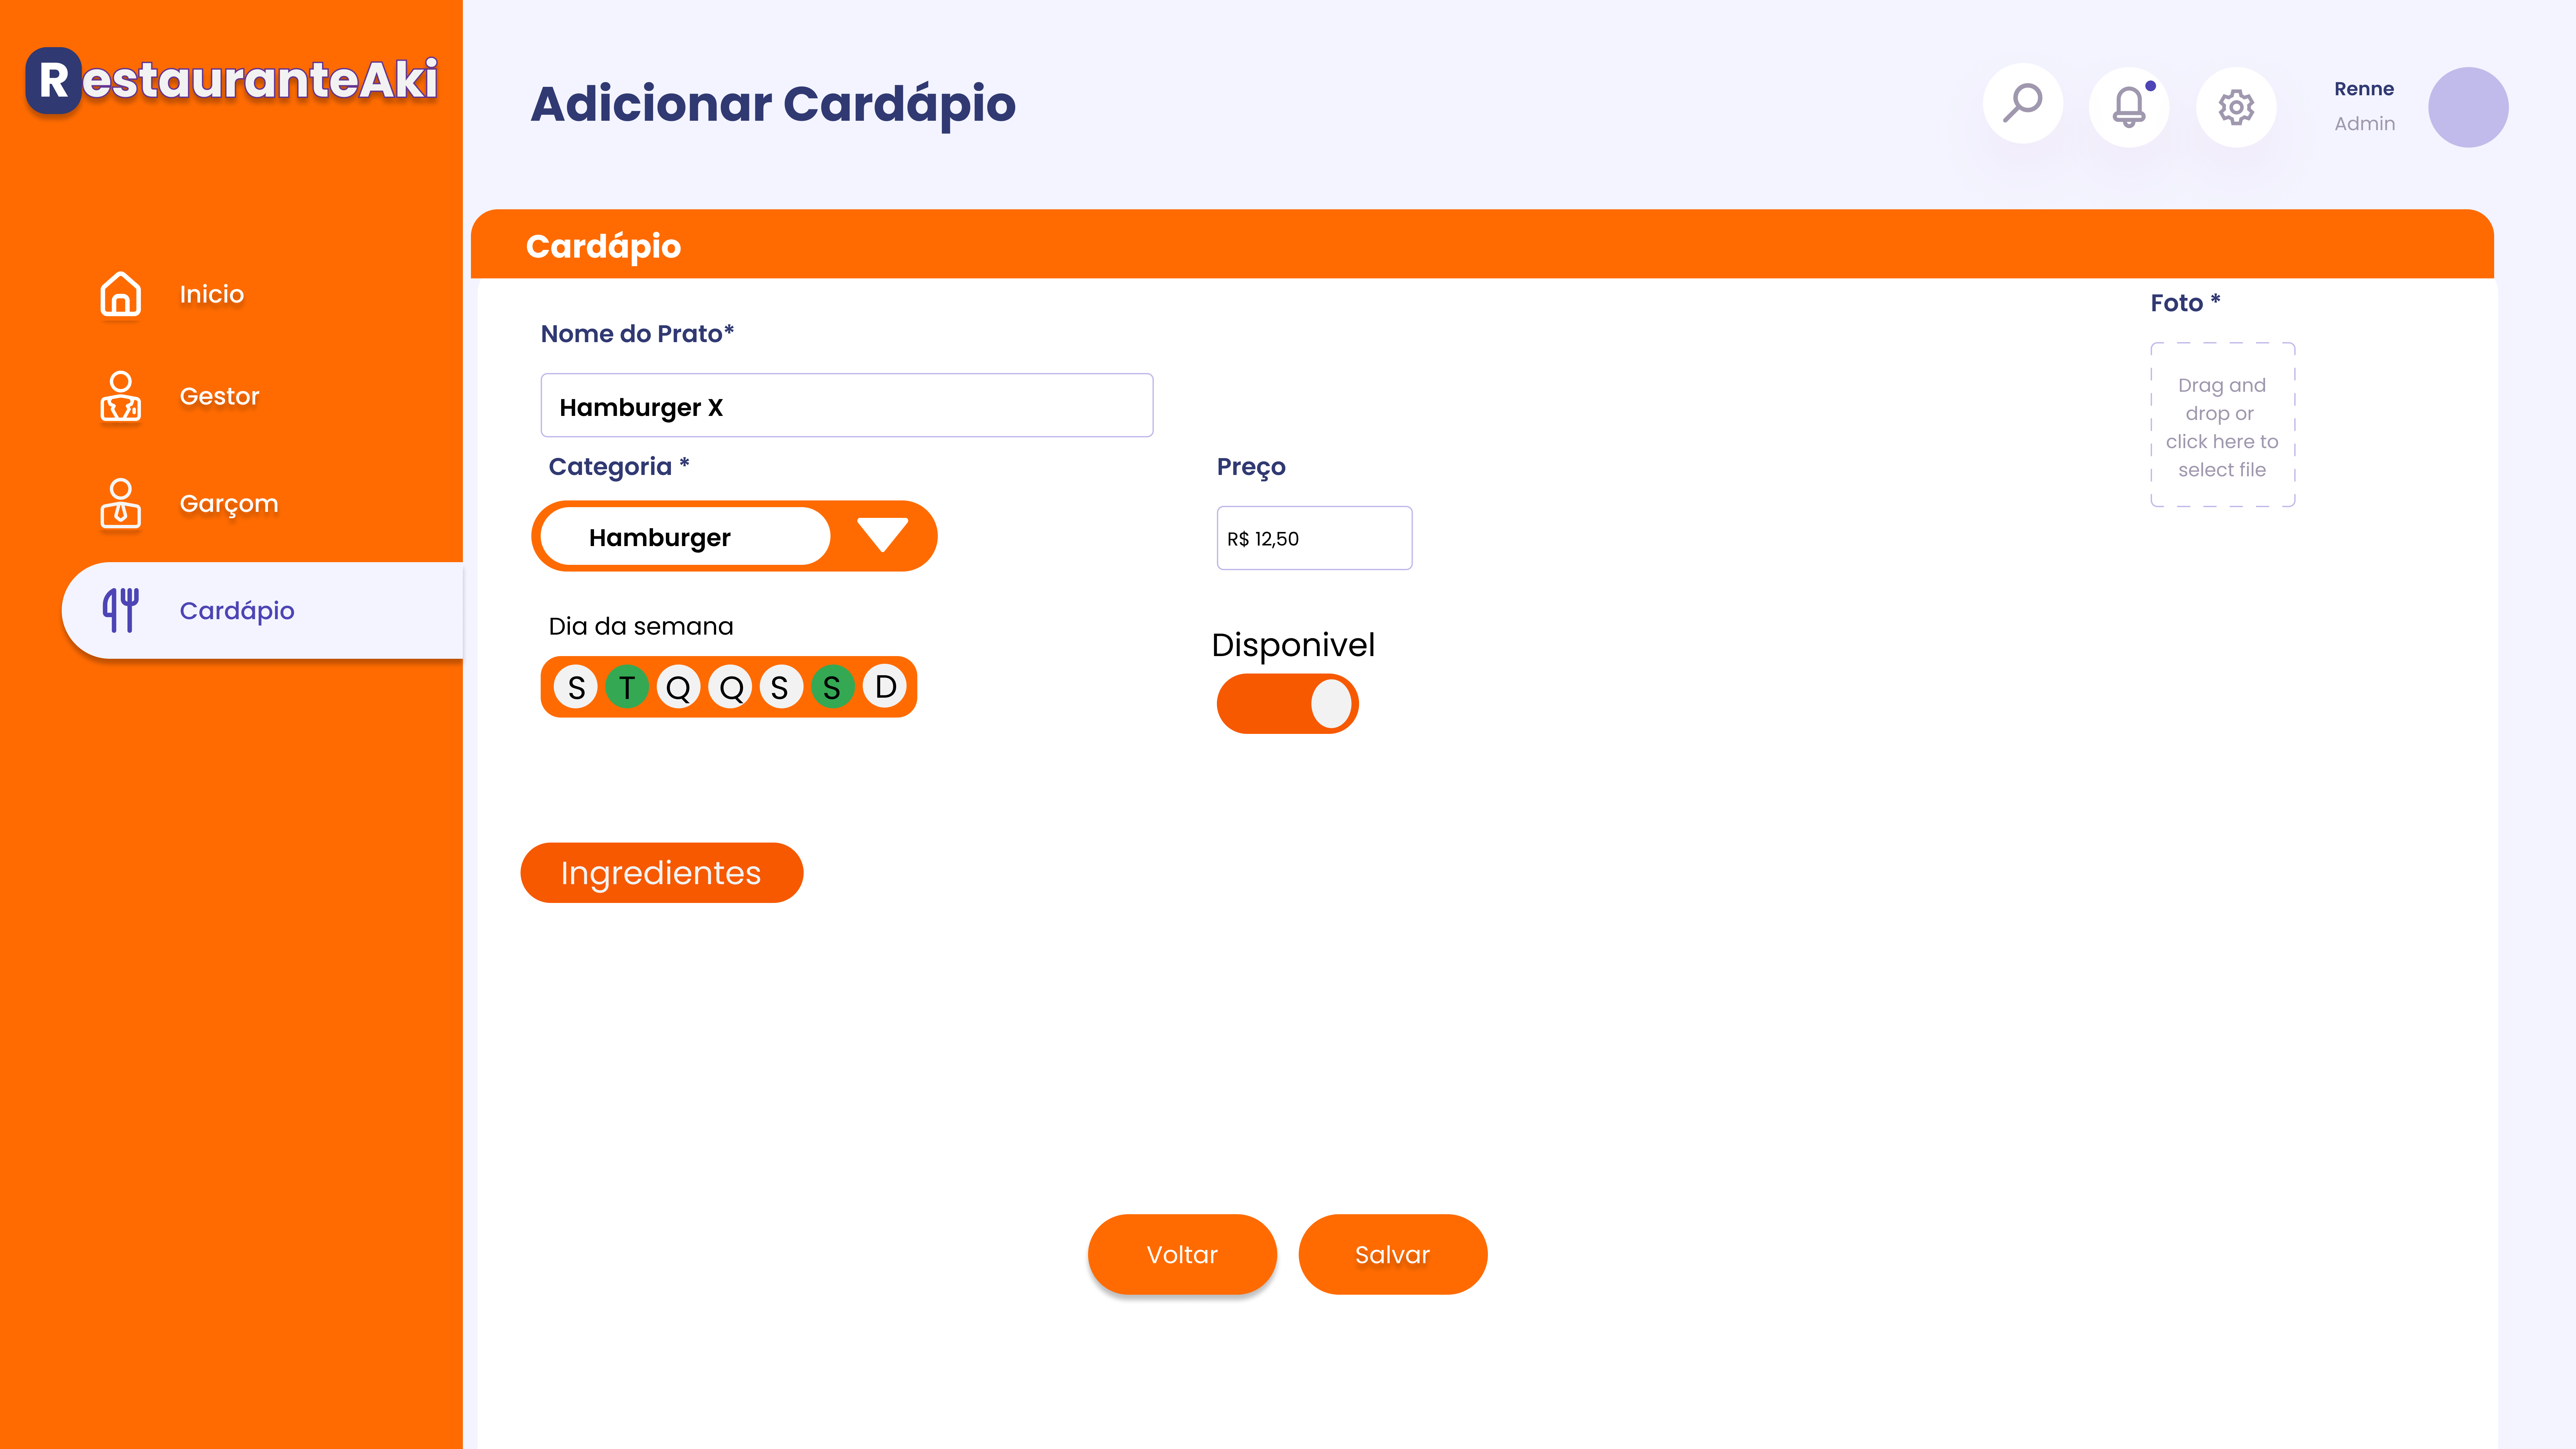 RestauranteAki
Adicionar Cardápio
Renne
Admin
Inicio
Gestor
Garçom
Cardápio
Cardápio
Foto *
Drag and
drop or
click here to
select file
Nome do Prato*
Hamburger X
Categoria *
Hamburger
Preço
R$ 12,50
Dia da semana
S T Q Q S S D
Disponivel
Ingredientes
Voltar
Salvar